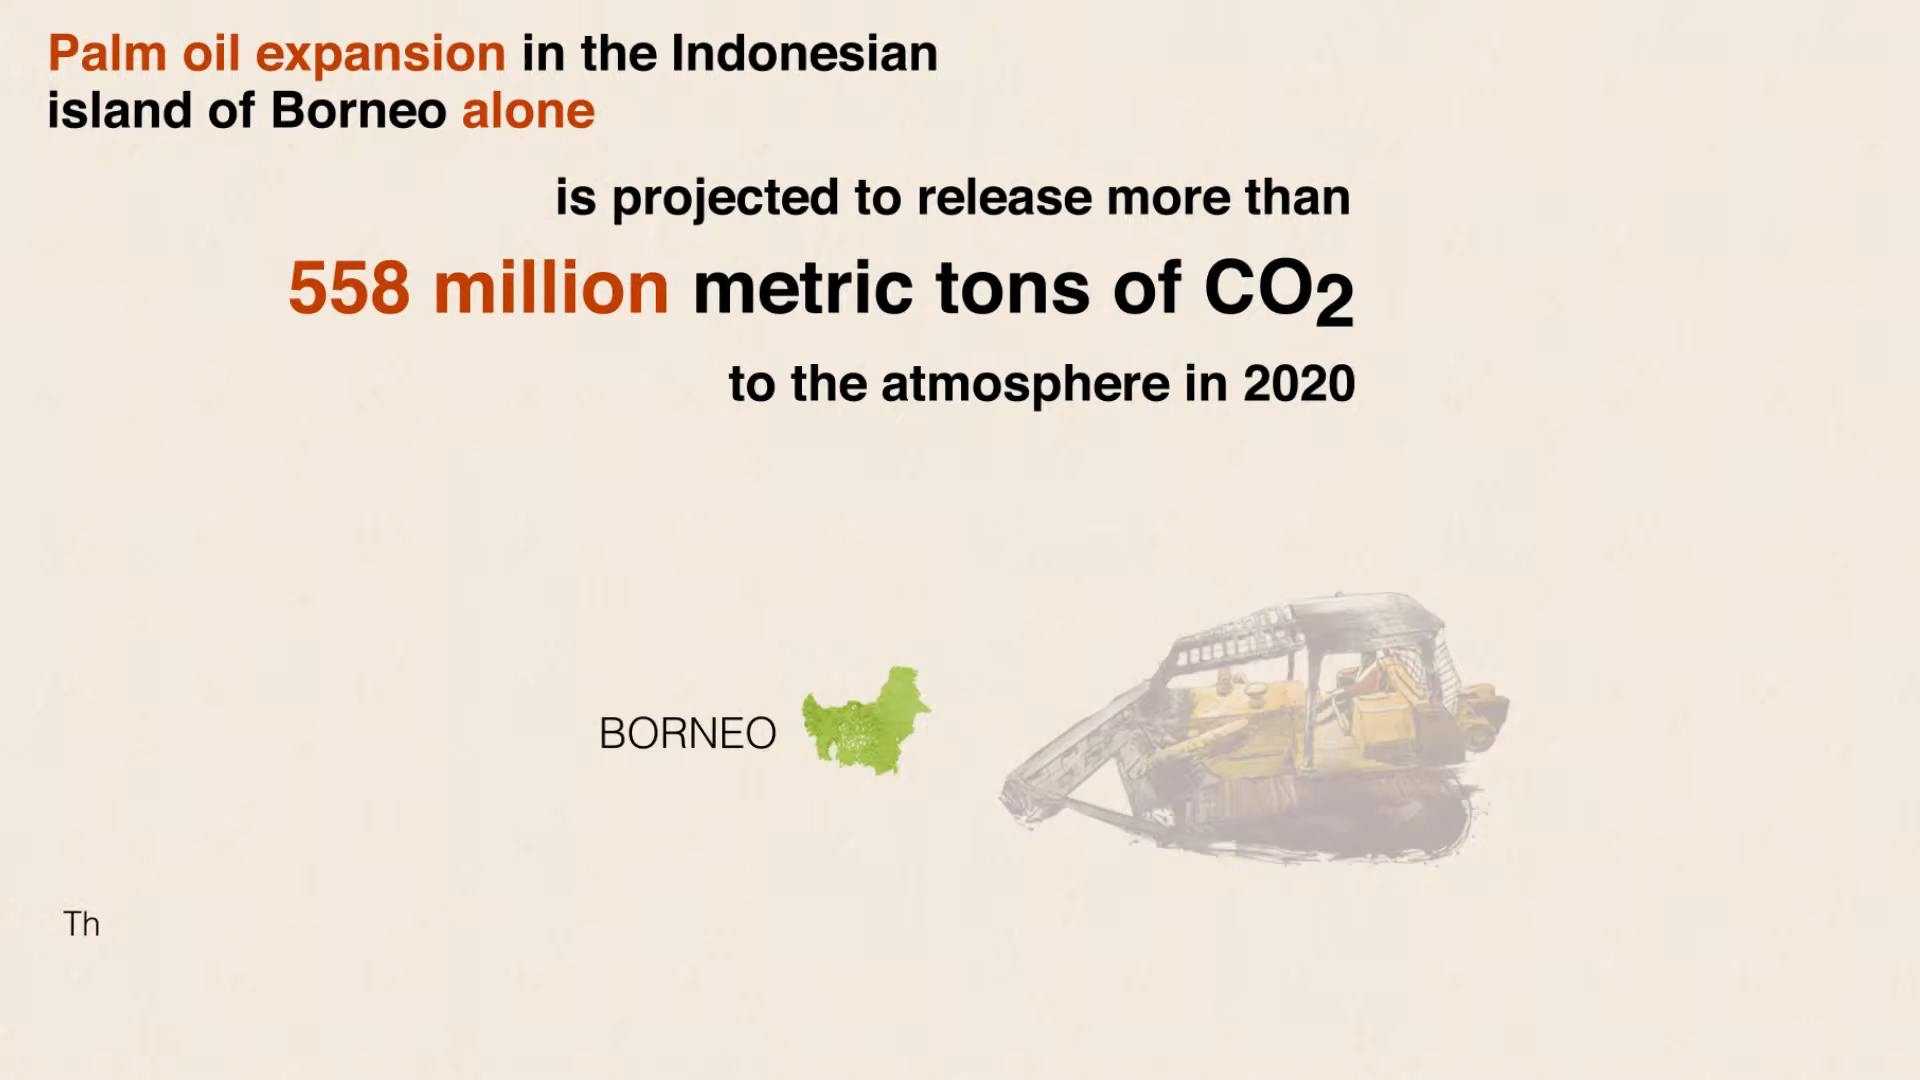 Palm oil expansion in the Indonesian
island of Borneo alone
is projected to release more than
558 million metric tons of CO2
to the atmosphere in 2020
BORNEO
Th